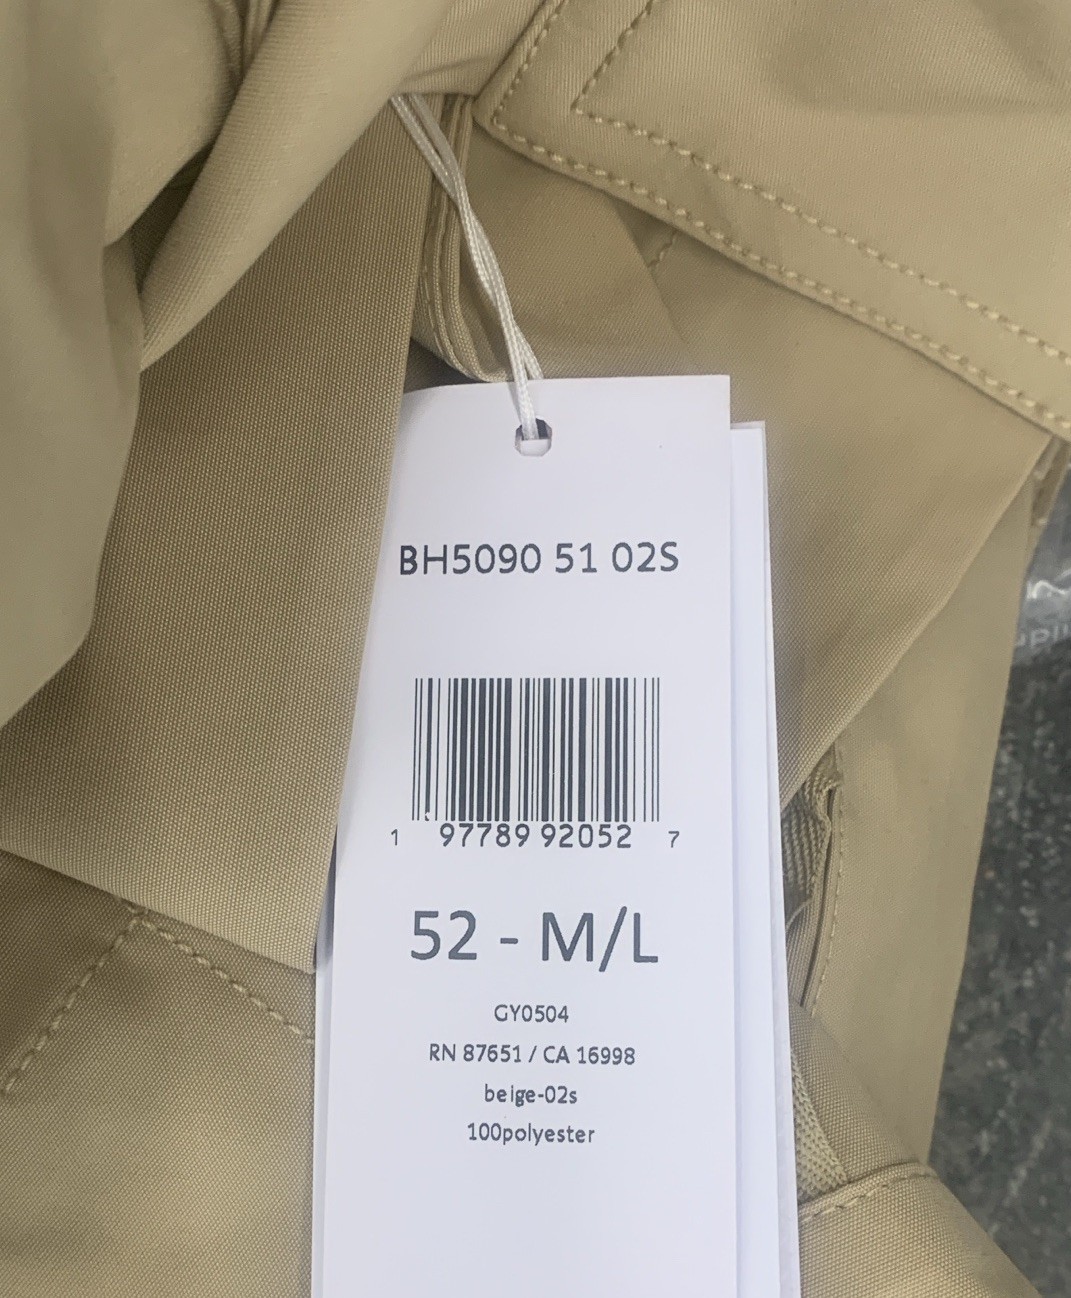 BH5090 51 02S
1 97789 92052 7
52 - M/L
GY0504
RN 87651 / CA 16998
beige-02s
100polyester